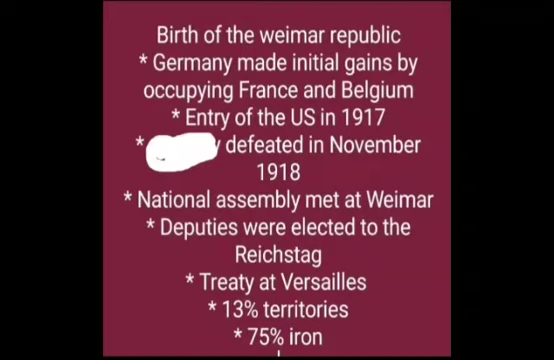 Birth of the weimar republic
* Germany made initial gains by
occupying France and Belgium
* Entry of the US in 1917
* defeated in November
1918
* National assembly met at Weimar
* Deputies were elected to the
Reichstag
* Treaty at Versailles
* 13% territories
* 75% iron